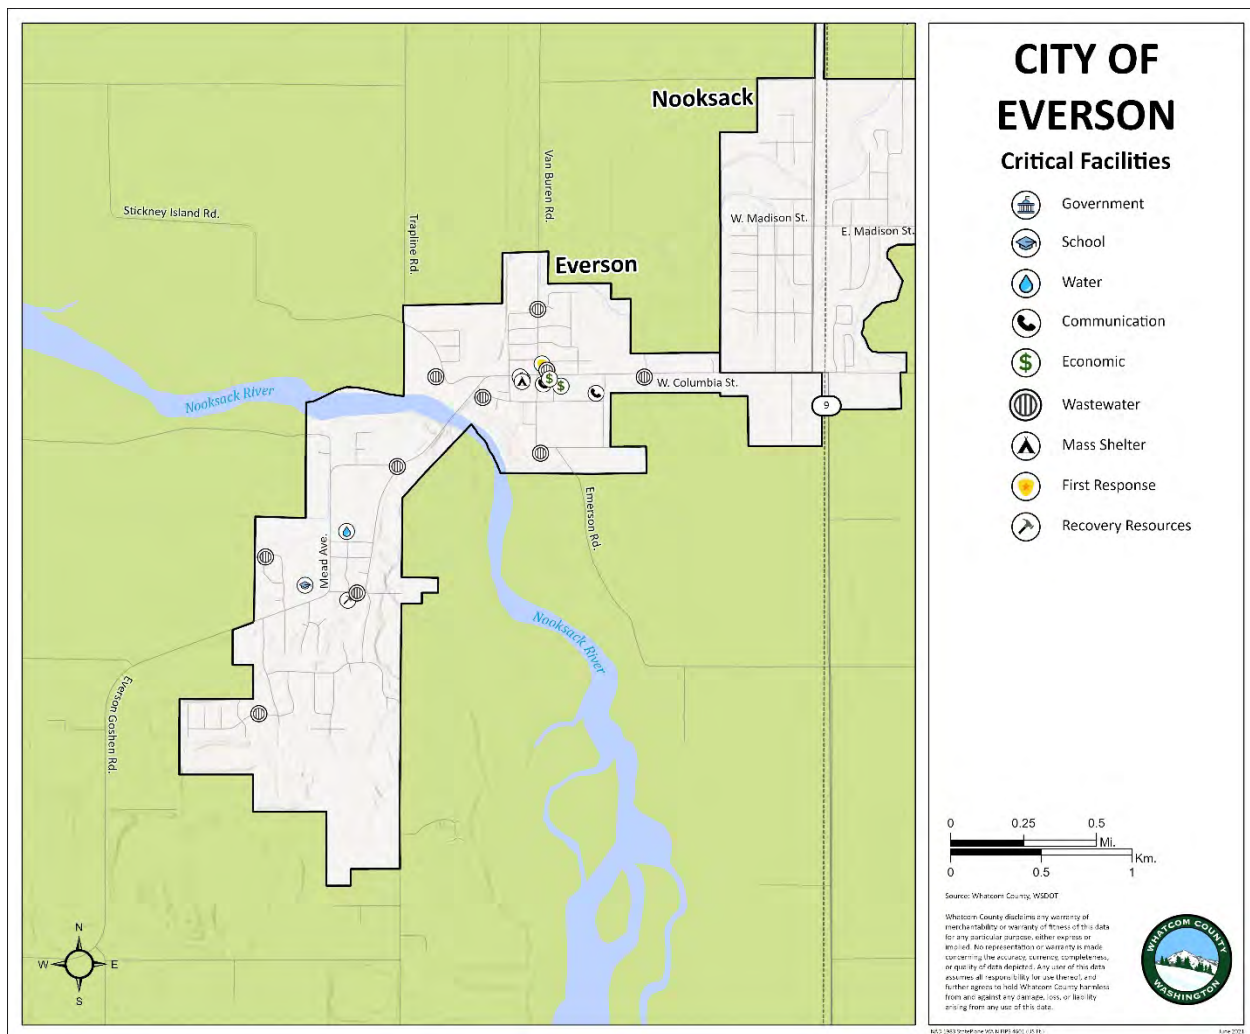 CITY OF
EVERSON
Critical Facilities
Government
School
Water
Communication
Economic
Wastewater
Mass Shelter
First Response
Recovery Resources
Nooksack
Van Buren Rd.
Stickney Island Rd.
Trapline Rd.
W. Madison St.
E. Madison St.
Everson
W. Columbia St.
9
Nooksack River
Emerson Rd.
Mead Ave.
Nooksack River
Everson Goshen Rd.
N
W E
S
0 0.25 0.5
Mi.
Km.
0 0.5 1
Source: Whatcom County, WSDOT
Whatcom County disclaims any warranty of
merchantability or warranty of fitness of this data
for any particular purpose, either express or
implied. No representation or warranty is made
concerning the accuracy, currency, completeness,
or quality of data depicted. Any user of this data
assumes all responsibility for use thereof, and
further agrees to hold Whatcom County harmless
from and against any damage, loss, or liability
arising from any use of this data.
WHATCOM COUNTY
WASHINGTON